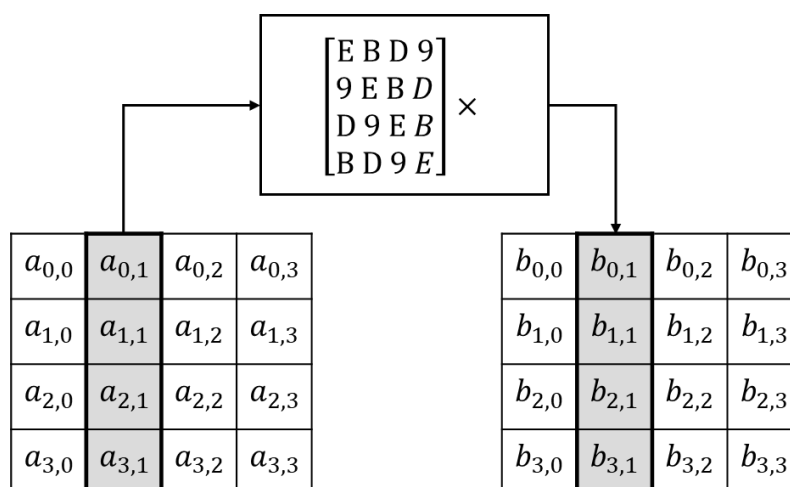 E B D 9
9 E B D
D 9 E B
B D 9 E
×
a0,0 a0,1 a0,2 a0,3
a1,0 a1,1 a1,2 a1,3
a2,0 a2,1 a2,2 a2,3
a3,0 a3,1 a3,2 a3,3
b0,0 b0,1 b0,2 b0,3
b1,0 b1,1 b1,2 b1,3
b2,0 b2,1 b2,2 b2,3
b3,0 b3,1 b3,2 b3,3